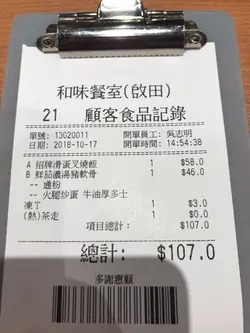 和味餐室(啟田)
21 顧客食品記錄
單號: 13020011 開單員工: 吳志明
日期: 2018-10-17 開單時間: 14:54:38
A 招牌滑蛋叉燒飯 1 $58.0
B 鮮茄濃湯豬軟骨 1 $46.0
-- 通粉
-- 火腿炒蛋 牛油厚多士
凍T 1 $3.0
(熱)茶走 1 $0.0
項目總計: $107.0
總計: $107.0
多謝惠顧